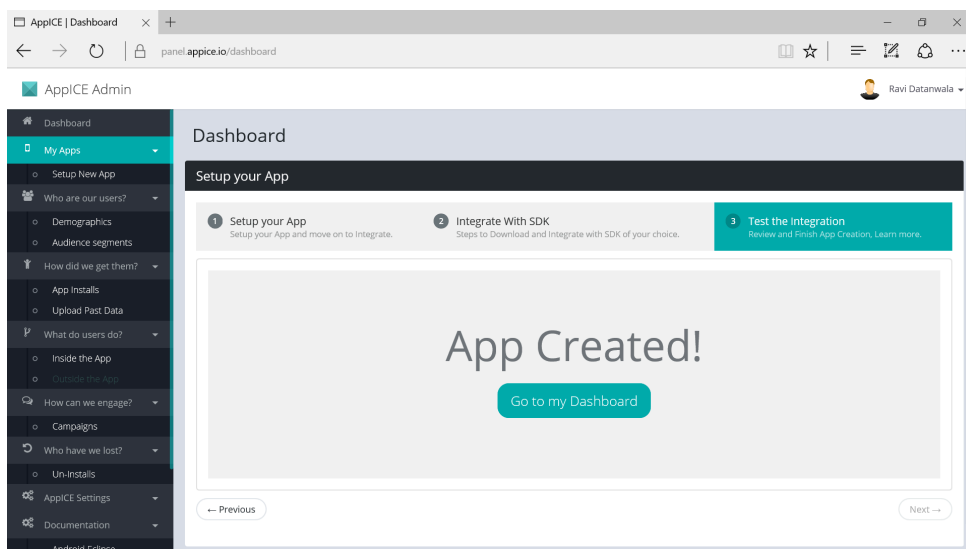 AppICE | Dashboard
panel.appice.io/dashboard
AppICE Admin
Ravi Datanwala
Dashboard
My Apps
Setup New App
Who are our users?
Demographics
Audience segments
How did we get them?
App Installs
Upload Past Data
What do users do?
Inside the App
Outside the App
How can we engage?
Campaigns
Who have we lost?
Un-Installs
AppICE Settings
Documentation
Android Eclipse
Dashboard
Setup your App
1 Setup your App
Setup your App and move on to Integrate.
2 Integrate With SDK
Steps to Download and Integrate with SDK of your choice.
3 Test the Integration
Review and Finish App Creation, Learn more.
App Created!
Go to my Dashboard
← Previous
Next →